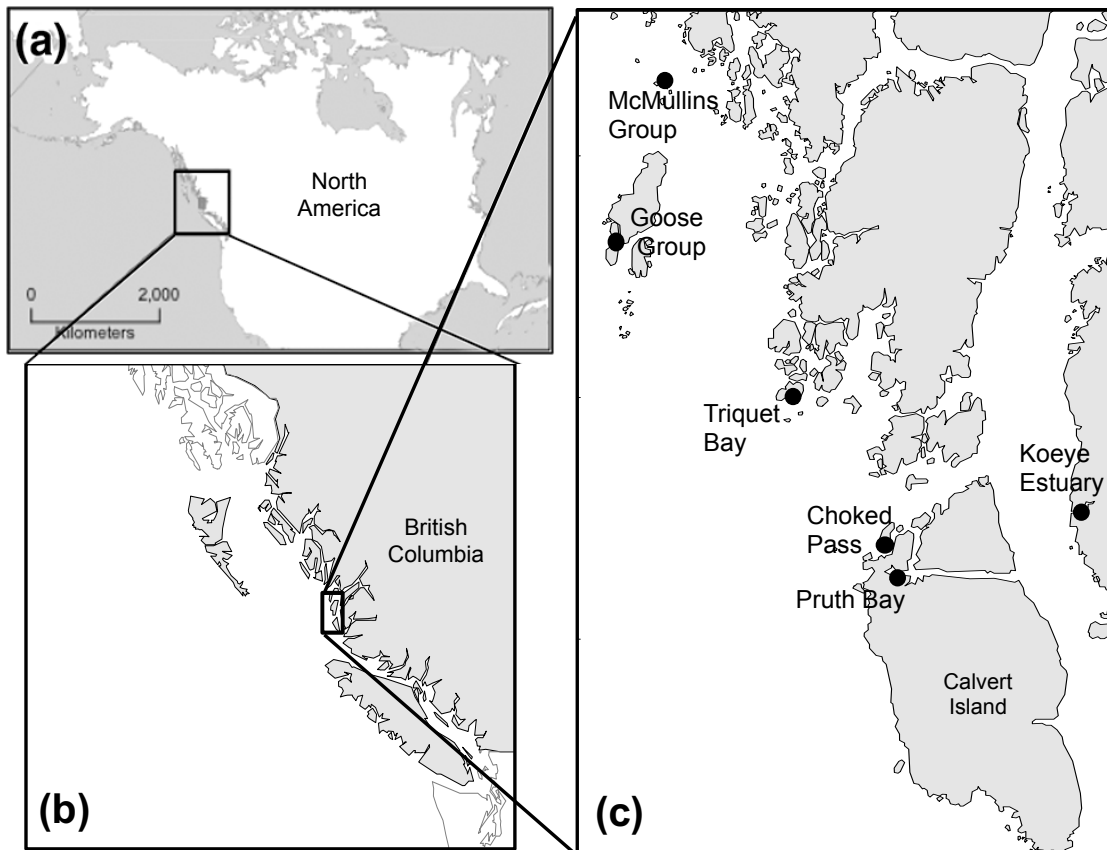 (a)
North
America
0 2,000
Kilometers
British
Columbia
(b)
McMullins
Group
Goose
Group
Triquet
Bay
Koeye
Estuary
Choked
Pass
Pruth Bay
Calvert
Island
(c)